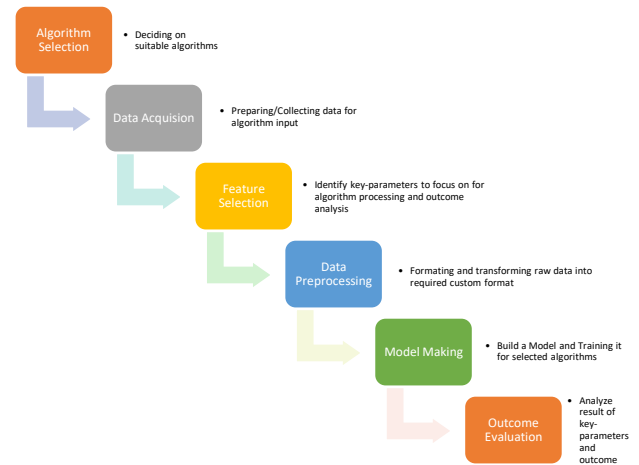 Algorithm
Selection
• Deciding on
suitable algorithms
Data Acquision
• Preparing/Collecting data for
algorithm input
Feature
Selection
• Identify key-parameters to focus on for
algorithm processing and outcome
analysis
Data
Preprocessing
• Formating and transforming raw data into
required custom format
Model Making
• Build a Model and Training it
for selected algorithms
Outcome
Evaluation
• Analyze
result of
key-
parameters
and
outcome